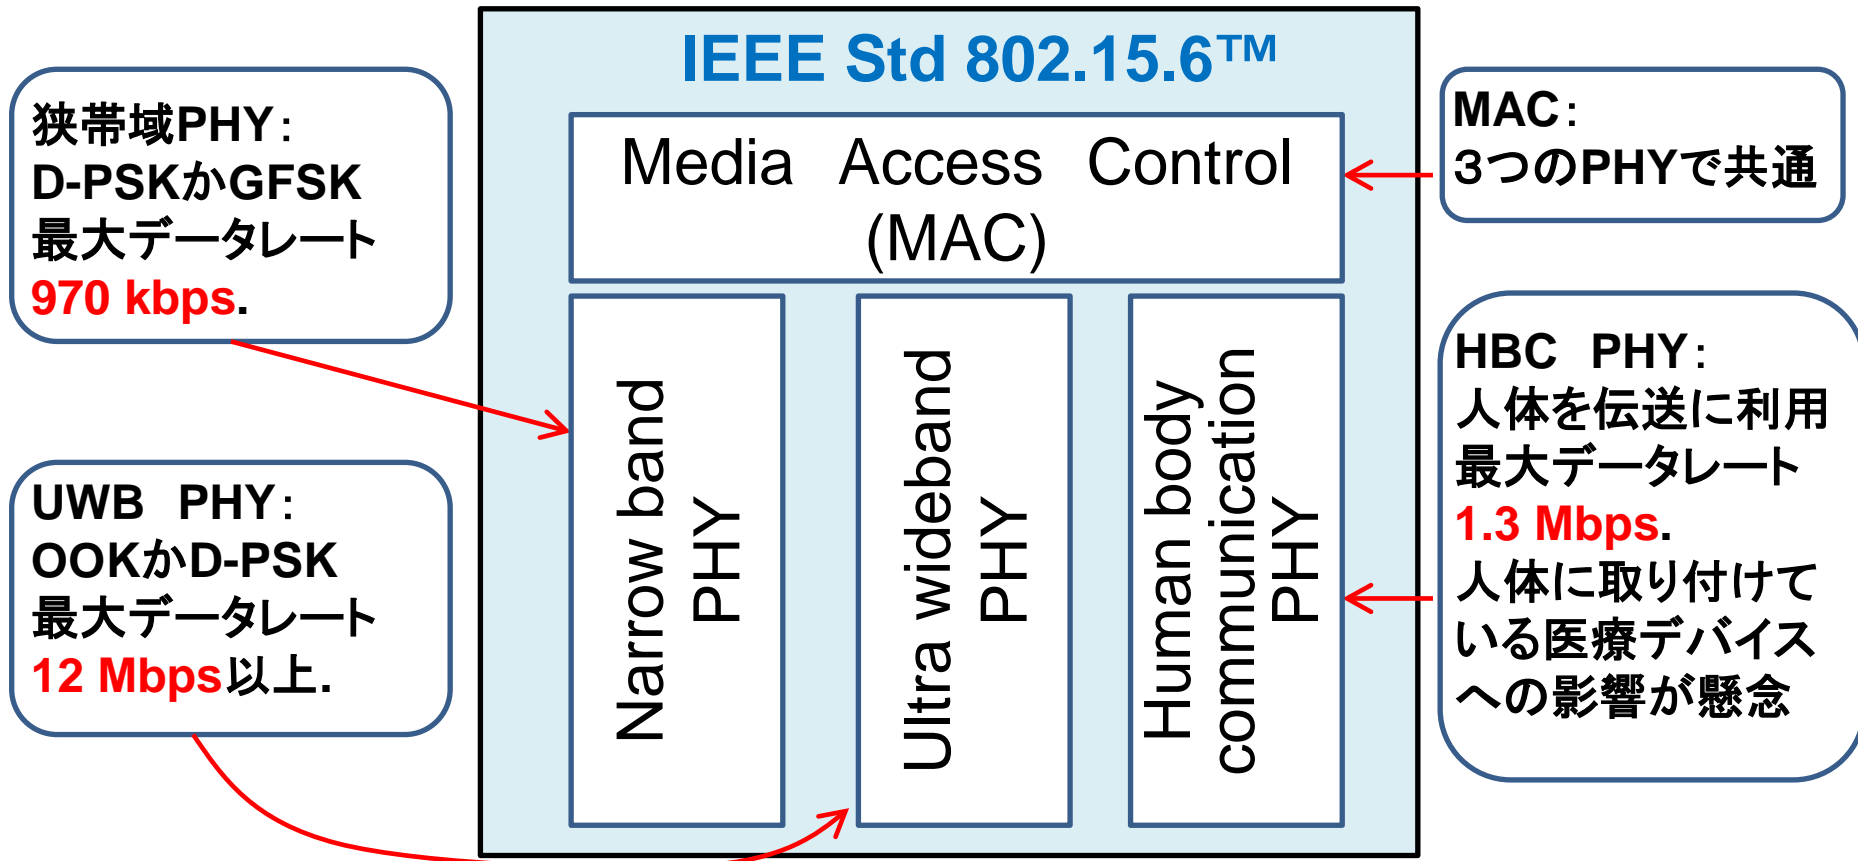 IEEE Std 802.15.6™
狭帯域PHY：
D-PSKかGFSK
最大データレート
970 kbps.
UWB　PHY：
OOKかD-PSK
最大データレート
12 Mbps以上.
Media　Access　Control
(MAC)
Narrow band
PHY
Ultra wideband
PHY
Human body
communication
PHY
MAC：
３つのPHYで共通
HBC　PHY：
人体を伝送に利用
最大データレート
1.3 Mbps.
人体に取り付けて
いる医療デバイス
への影響が懸念